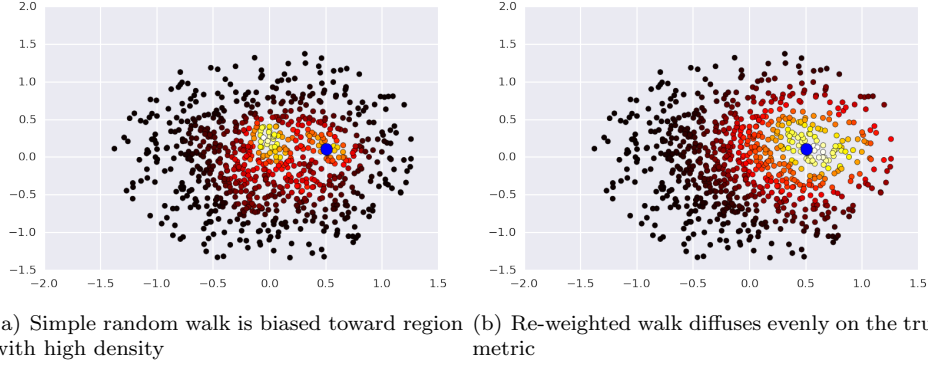 2.0 2.0
1.5 1.5
1.0 1.0
0.5 0.5
0.0 0.0
−0.5 −0.5
−1.0 −1.0
−1.5 −1.5
−2.0 −1.5 −1.0 −0.5 0.0 0.5 1.0 1.5 −2.0 −1.5 −1.0 −0.5 0.0 0.5 1.0 1.5
a) Simple random walk is biased toward region
with high density
(b) Re-weighted walk diffuses evenly on the tru
metric